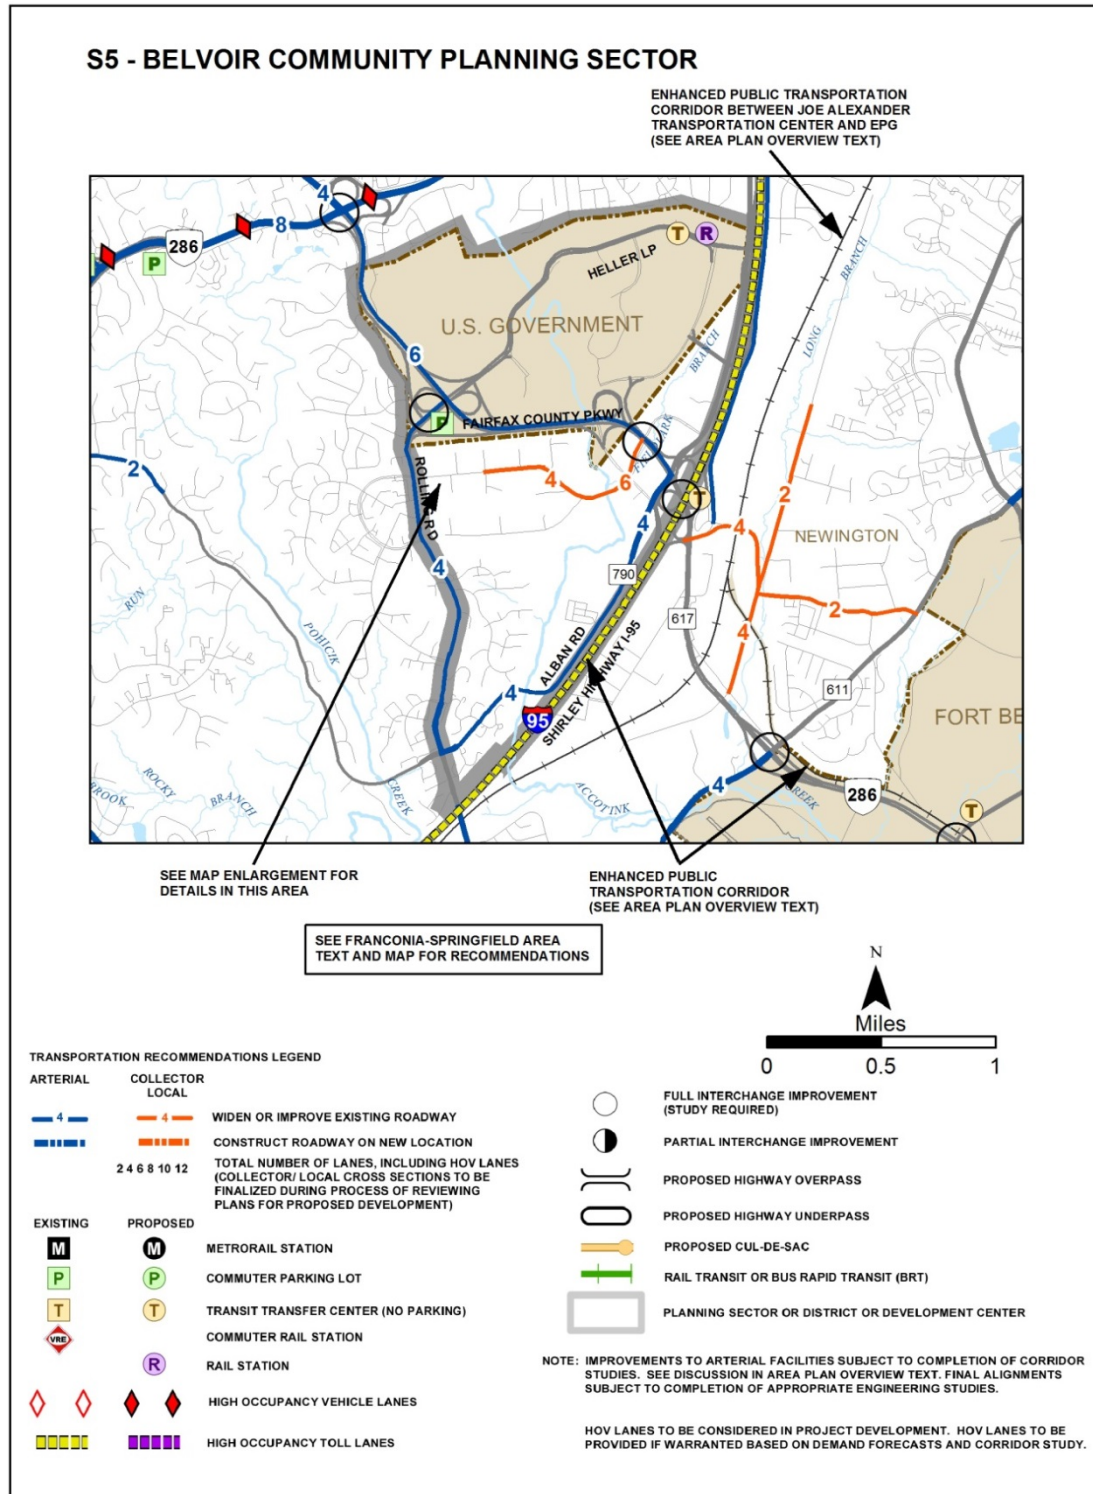 S5 - BELVOIR COMMUNITY PLANNING SECTOR
ENHANCED PUBLIC TRANSPORTATION
CORRIDOR BETWEEN JOE ALEXANDER
TRANSPORTATION CENTER AND EPG
(SEE AREA PLAN OVERVIEW TEXT)
4
8
286
P
T
R
HELLER LP
BRANCH
U.S. GOVERNMENT
BRANCH
LONG
6
P
FAIRFAX COUNTY PKWY
2
ROLLING RD
4
6
T
4
4
2
NEWINGTON
4
790
RUN
POHICIK
617
4
2
ALBAN RD
SHIRLEY HIGHWAY I-95
611
4
95
FORT BE
ROCKY
BRANCH
BROOK
CREEK
ACCOTINK
4
CREEK
286
T
SEE MAP ENLARGEMENT FOR
DETAILS IN THIS AREA
ENHANCED PUBLIC
TRANSPORTATION CORRIDOR
(SEE AREA PLAN OVERVIEW TEXT)
SEE FRANCONIA-SPRINGFIELD AREA
TEXT AND MAP FOR RECOMMENDATIONS
N
Miles
0 0.5 1
TRANSPORTATION RECOMMENDATIONS LEGEND
ARTERIAL
COLLECTOR
LOCAL
4 4 WIDEN OR IMPROVE EXISTING ROADWAY
CONSTRUCT ROADWAY ON NEW LOCATION
2 4 6 8 10 12 TOTAL NUMBER OF LANES, INCLUDING HOV LANES
(COLLECTOR/ LOCAL CROSS SECTIONS TO BE
FINALIZED DURING PROCESS OF REVIEWING
PLANS FOR PROPOSED DEVELOPMENT)
EXISTING PROPOSED
M M METRORAIL STATION
P P COMMUTER PARKING LOT
T T TRANSIT TRANSFER CENTER (NO PARKING)
VRE COMMUTER RAIL STATION
R RAIL STATION
HIGH OCCUPANCY VEHICLE LANES
HIGH OCCUPANCY TOLL LANES
FULL INTERCHANGE IMPROVEMENT
(STUDY REQUIRED)
PARTIAL INTERCHANGE IMPROVEMENT
PROPOSED HIGHWAY OVERPASS
PROPOSED HIGHWAY UNDERPASS
PROPOSED CUL-DE-SAC
RAIL TRANSIT OR BUS RAPID TRANSIT (BRT)
PLANNING SECTOR OR DISTRICT OR DEVELOPMENT CENTER
NOTE: IMPROVEMENTS TO ARTERIAL FACILITIES SUBJECT TO COMPLETION OF CORRIDOR
STUDIES. SEE DISCUSSION IN AREA PLAN OVERVIEW TEXT. FINAL ALIGNMENTS
SUBJECT TO COMPLETION OF APPROPRIATE ENGINEERING STUDIES.
HOV LANES TO BE CONSIDERED IN PROJECT DEVELOPMENT. HOV LANES TO BE
PROVIDED IF WARRANTED BASED ON DEMAND FORECASTS AND CORRIDOR STUDY.